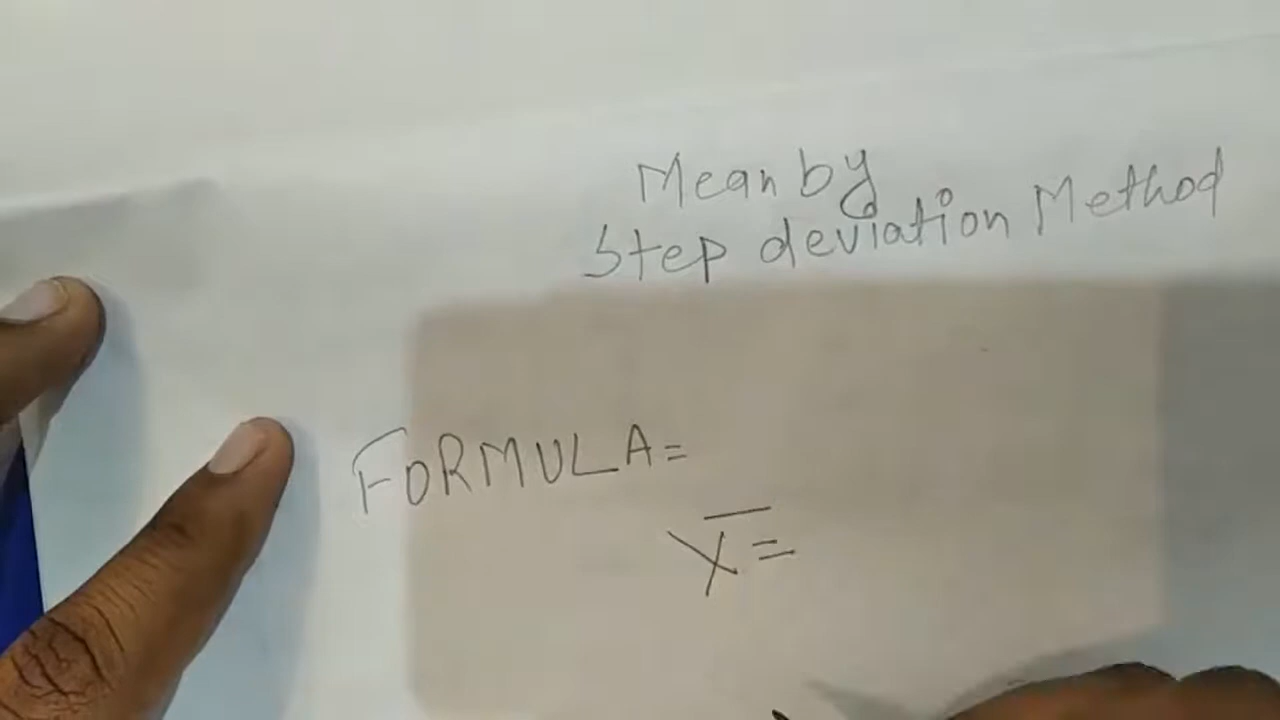 Mean by
Step deviation Method
FORMULA=
X̅=